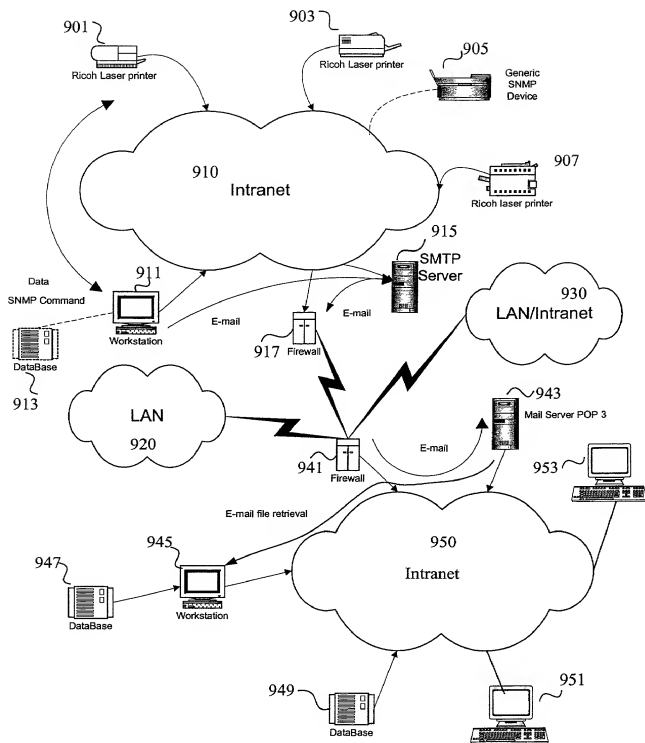 901
Ricoh Laser printer
903
Ricoh Laser printer
905
Generic
SNMP
Device
910
Intranet
907
Ricoh laser printer
915
SMTP
Server
911
Data
SNMP Command
Workstation
E-mail
E-mail
917
Firewall
930
LAN/Intranet
DataBase
913
LAN
920
943
Mail Server POP 3
E-mail
941
Firewall
953
E-mail file retrieval
945
950
Intranet
947
Workstation
DataBase
949
DataBase
951